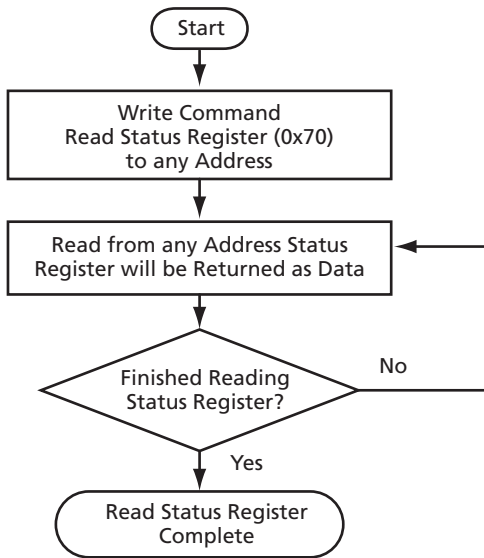 Start
Write Command
Read Status Register (0x70)
to any Address
Read from any Address Status
Register will be Returned as Data
Finished Reading
Status Register?
No
Yes
Read Status Register
Complete